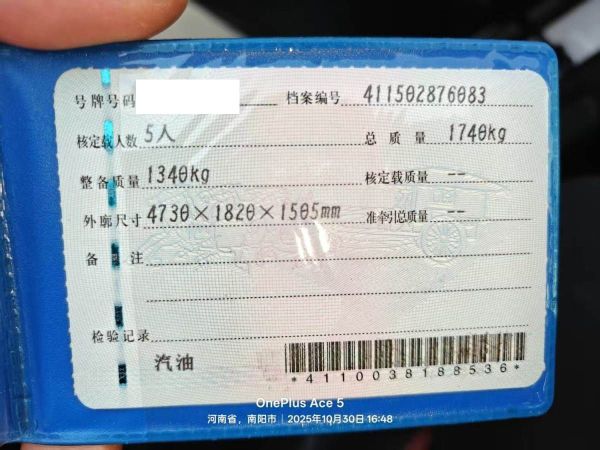 号牌号码 档案编号 411502876083
核定载人数 5人 总质量 1740kg
整备质量 1340kg 核定载质量 --
外廓尺寸 4730×1820×1505mm 准牵引总质量 --
备注
检验记录
汽油
*4110038188536*
OnePlus Ace 5
河南省，南阳市｜2025年10月30日 16:48